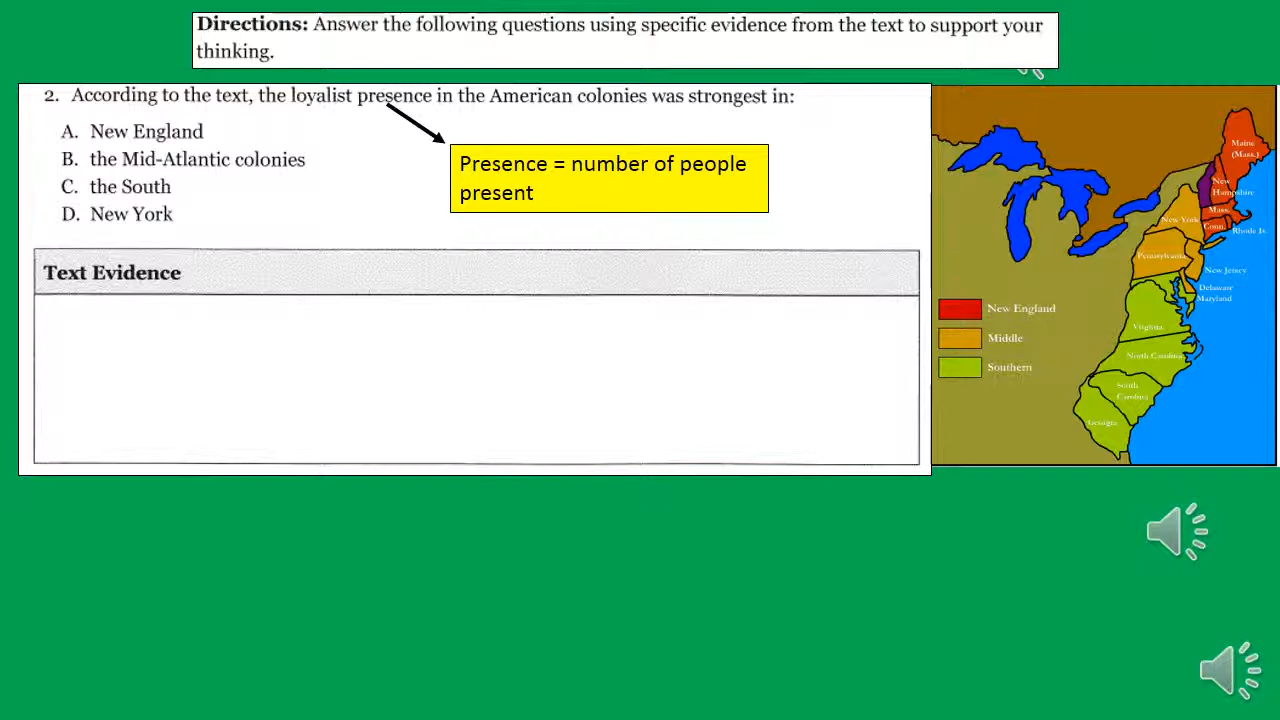 Directions: Answer the following questions using specific evidence from the text to support your
thinking.
2. According to the text, the loyalist presence in the American colonies was strongest in:
A. New England
B. the Mid-Atlantic colonies
C. the South
D. New York
Presence = number of people
present
Text Evidence
Maine
(Mass.)
New
Hampshire
Mass.
New York
Conn.
Rhode Is.
Pennsylvania
New Jersey
Delaware
Maryland
New England
Middle
Southern
Virginia
North Carolina
South
Carolina
Georgia